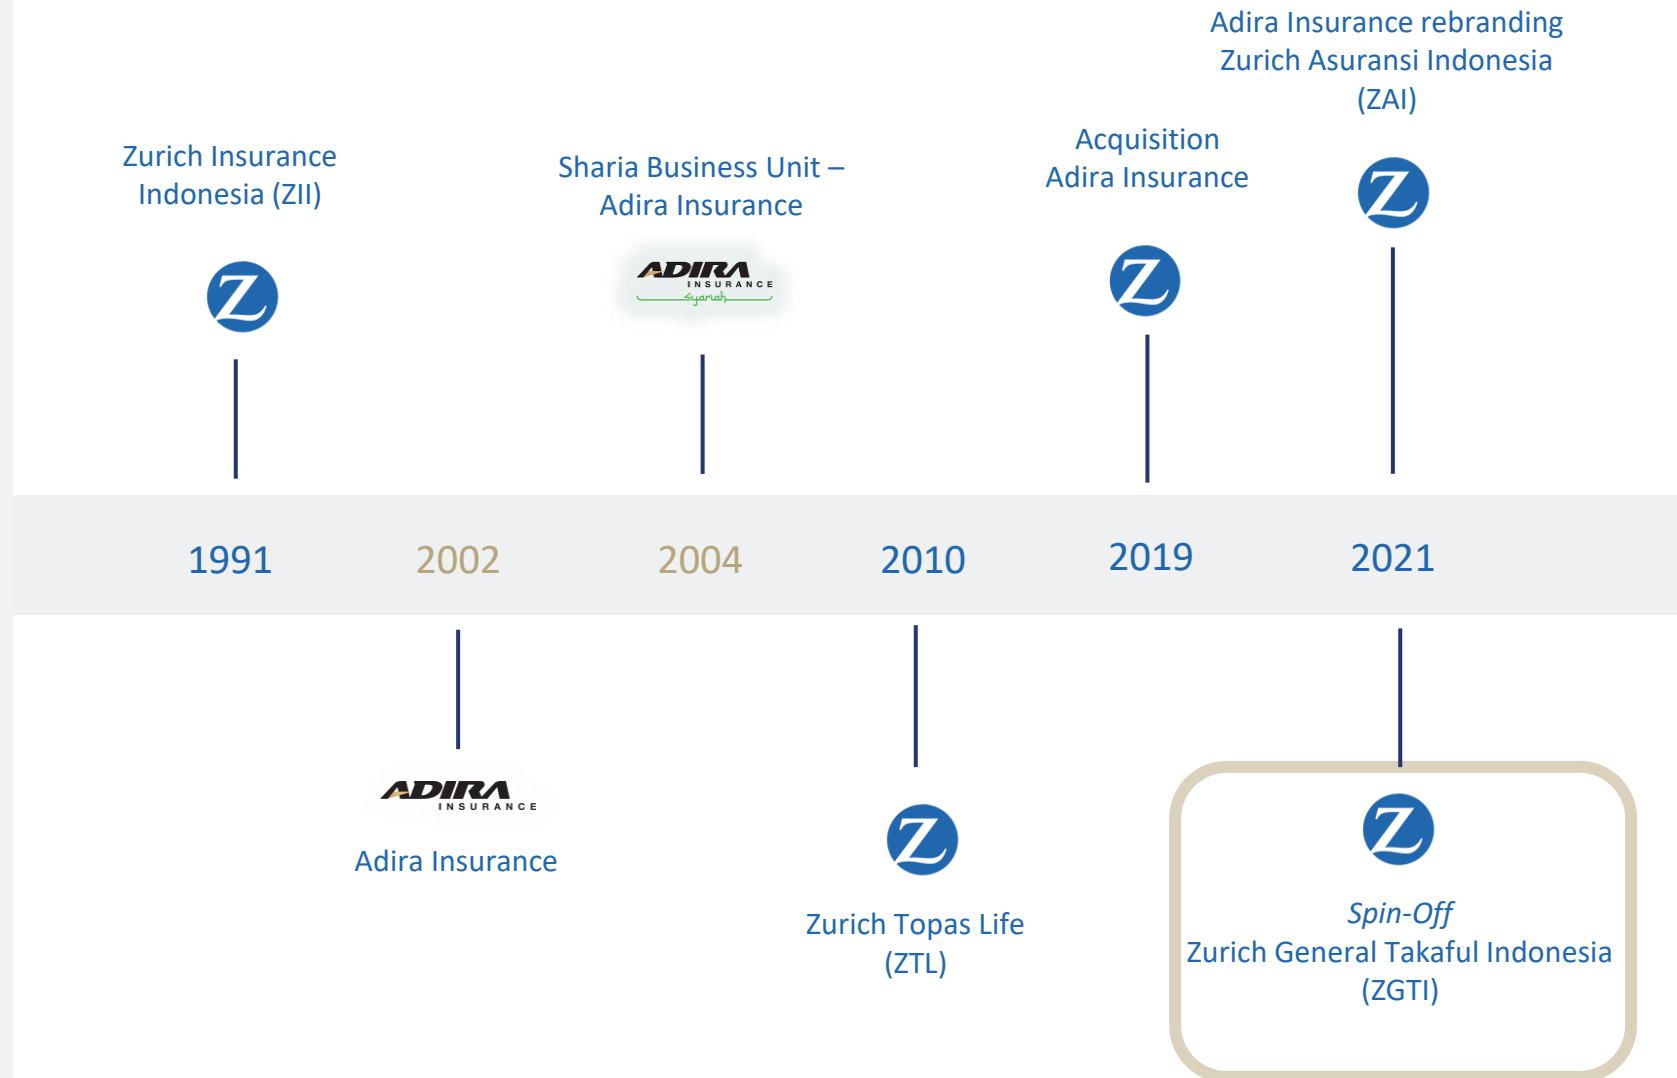 Adira Insurance rebranding
Zurich Asuransi Indonesia
(ZAI)
Acquisition
Adira Insurance
Zurich Insurance
Indonesia (ZII)
Sharia Business Unit –
Adira Insurance
Z
Z
Z
ADIRA
INSURANCE
syariah
1991
2002
2004
2010
2019
2021
ADIRA
INSURANCE
Adira Insurance
Z
Zurich Topas Life
(ZTL)
Z
Spin-Off
Zurich General Takaful Indonesia
(ZGTI)